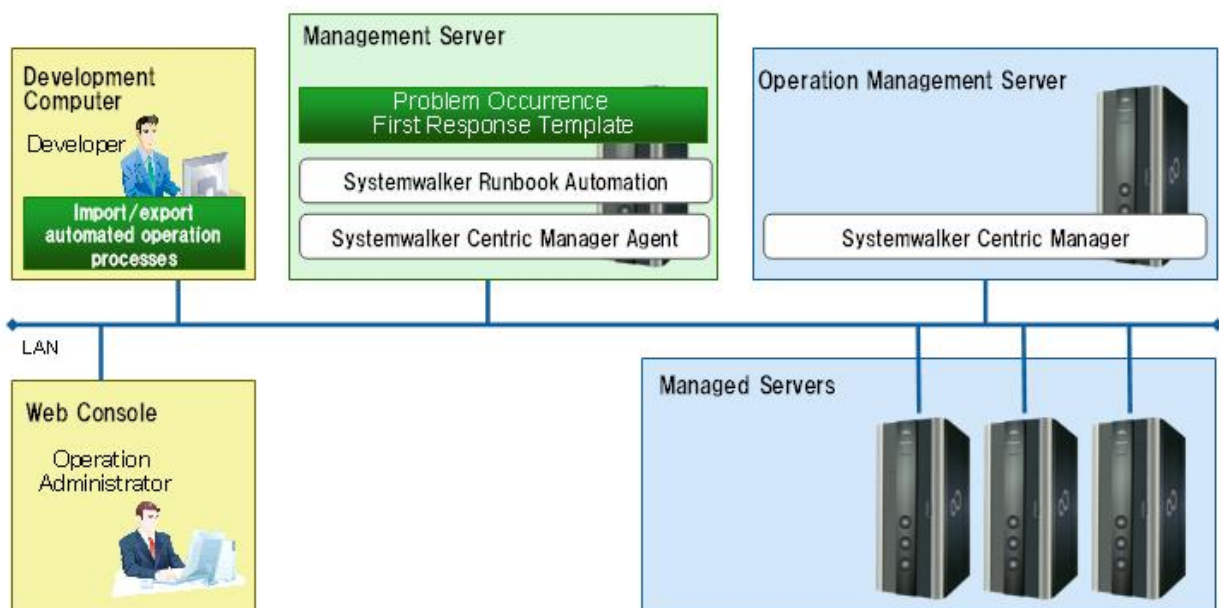 Development
Computer
Developer
Import/export
automated operation
processes
Management Server
Problem Occurrence
First Response Template
Systemwalker Runbook Automation
Systemwalker Centric Manager Agent
Operation Management Server
Systemwalker Centric Manager
LAN
Web Console
Operation
Administrator
Managed Servers